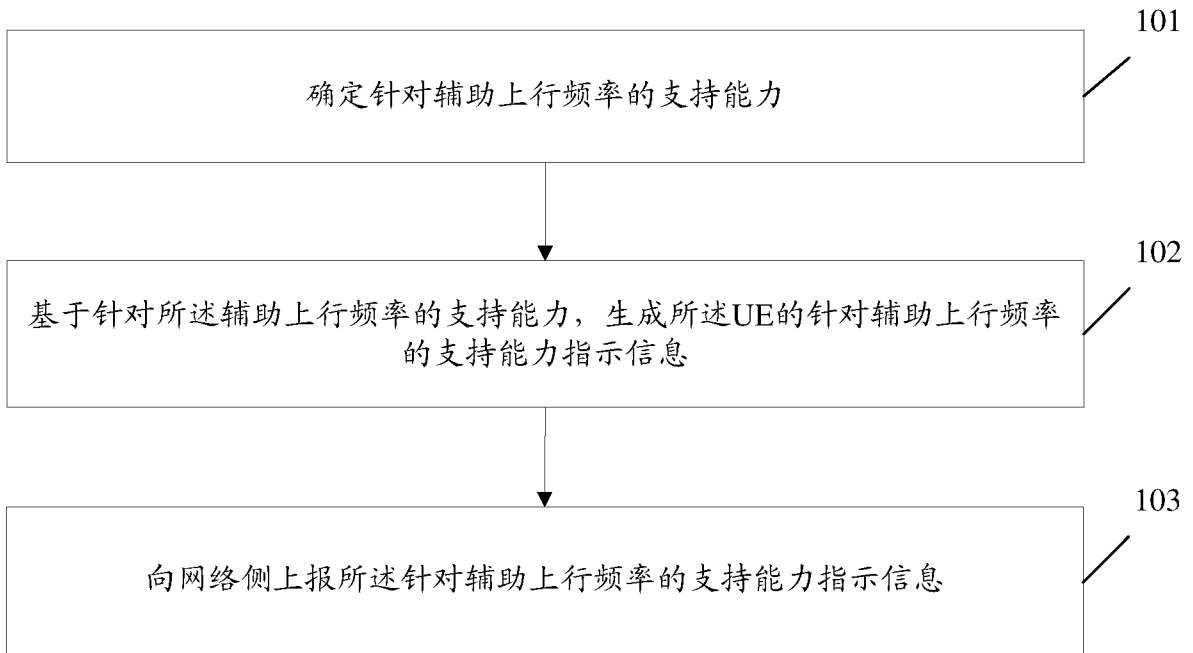 101
确定针对辅助上行频率的支持能力
102
基于针对所述辅助上行频率的支持能力，生成所述UE的针对辅助上行频率
的支持能力指示信息
103
向网络侧上报所述针对辅助上行频率的支持能力指示信息